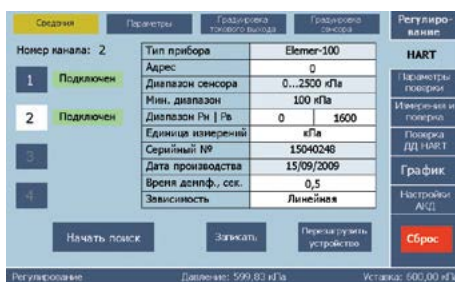 Сведения
Параметры
Градуировка токового выхода
Градуировка сенсора
Регулирование
Номер канала: 2
HART
1 Подключен
2 Подключен
3
4
Тип прибора Elemer-100
Адрес 0
Диапазон сенсора 0...2500 кПа
Мин. диапазон 100 кПа
Диапазон Рн | Рв 0 1600
Единица измерений кПа
Серийный № 15040248
Дата производства 15/09/2009
Время демпф., сек. 0,5
Зависимость Линейная
Параметры поверки
Измерения и поверка
Поверка ДД HART
График
Настройки АКД
Начать поиск
Записать
Перезагрузить устройство
Сброс
Регулирование
Давление: 599,83 кПа
Уставка: 600,00 кПа